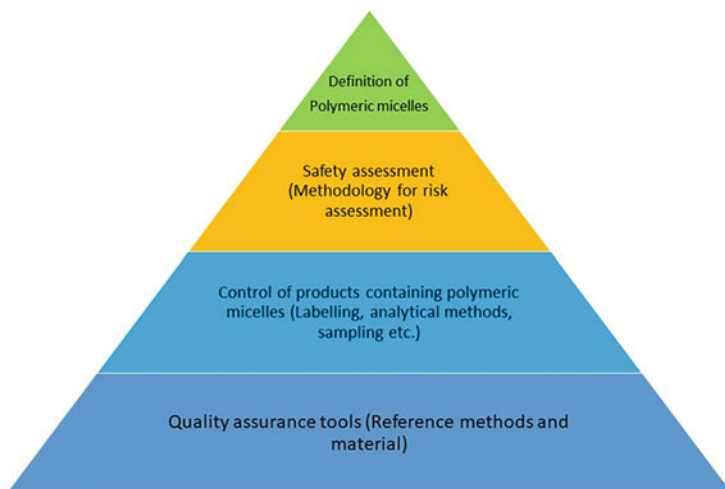 Definition of
Polymeric micelles
Safety assessment
(Methodology for risk
assessment)
Control of products containing polymeric
micelles (Labelling, analytical methods,
sampling etc.)
Quality assurance tools (Reference methods and
material)